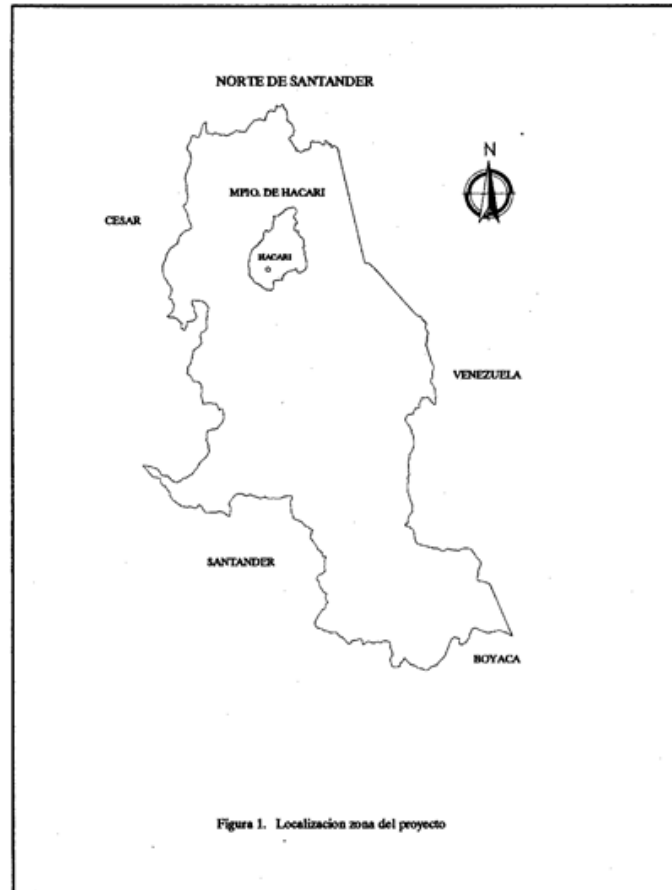 NORTE DE SANTANDER
N
MPIO. DE HACARI
CESAR
HACARI
VENEZUELA
SANTANDER
BOYACA
Figura 1. Localizacion zona del proyecto